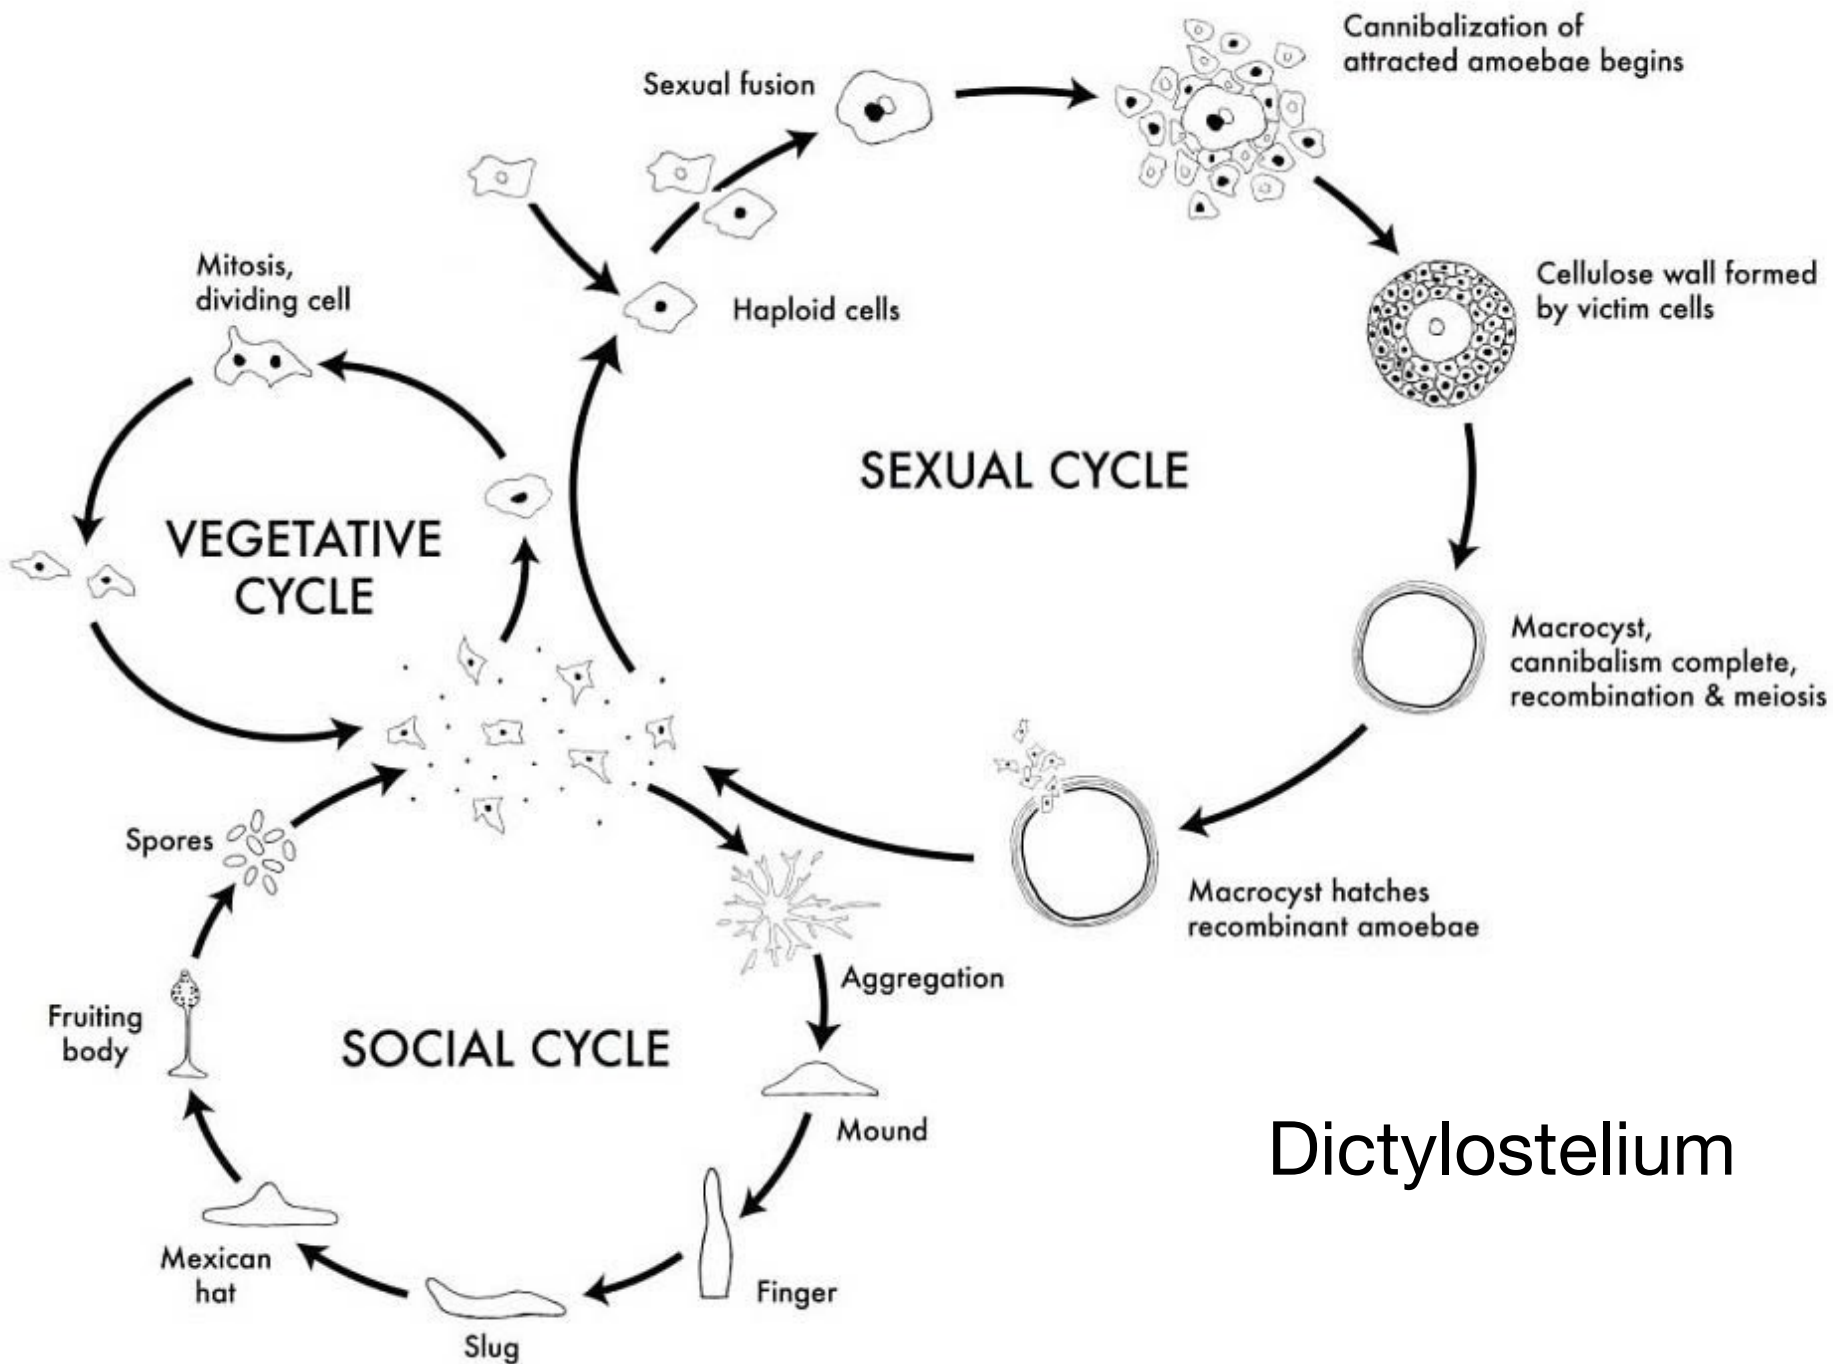 Cannibalization of
attracted amoebae begins
Sexual fusion
Mitosis,
dividing cell
Haploid cells
Cellulose wall formed
by victim cells
SEXUAL CYCLE
VEGETATIVE
CYCLE
Macrocyst,
cannibalism complete,
recombination & meiosis
Spores
Macrocyst hatches
recombinant amoebae
Aggregation
Fruiting
body
SOCIAL CYCLE
Mound
Dictylostelium
Mexican
hat
Finger
Slug